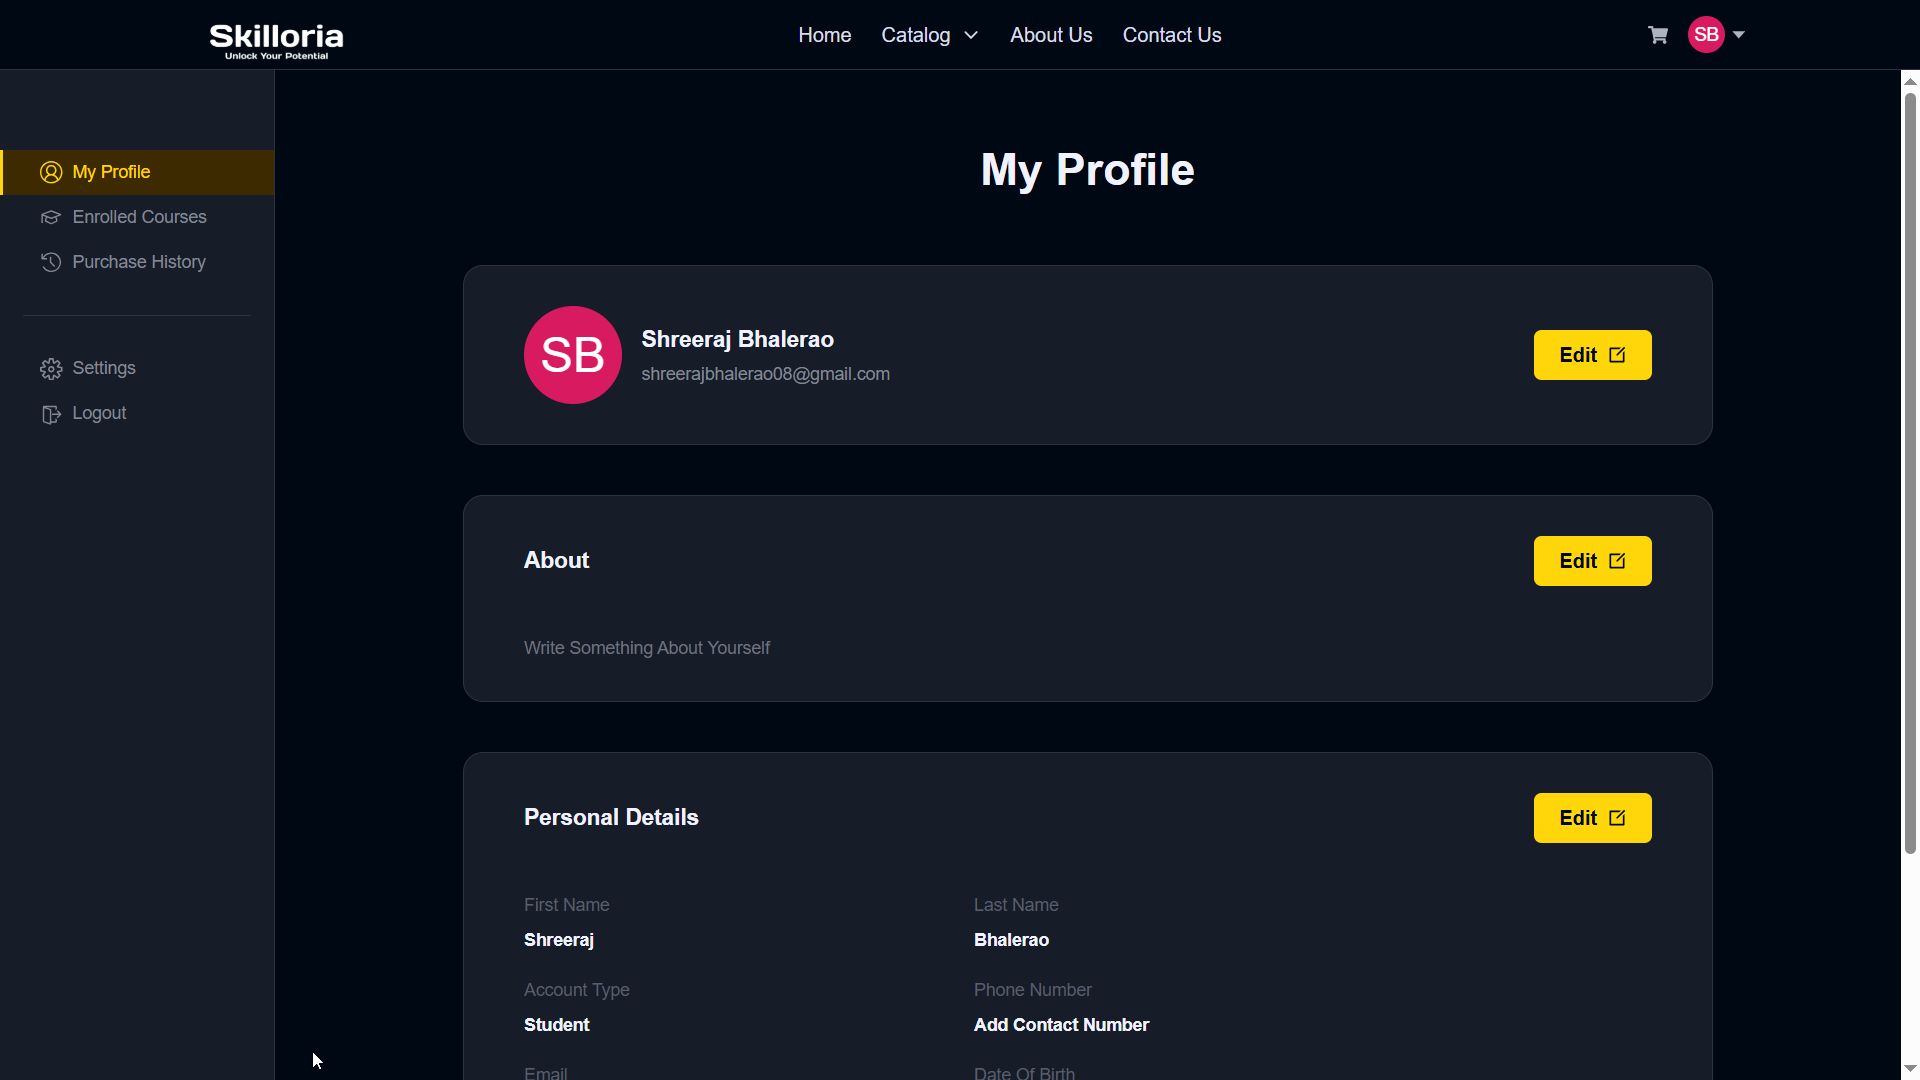 Skilloria
Unlock Your Potential
Home Catalog About Us Contact Us
SB
My Profile
Enrolled Courses
Purchase History
Settings
Logout
My Profile
SB
Shreeraj Bhalerao
shreerajbhalerao08@gmail.com
Edit
About
Edit
Write Something About Yourself
Personal Details
Edit
First Name Last Name
Shreeraj Bhalerao
Account Type Phone Number
Student Add Contact Number
Email Date Of Birth